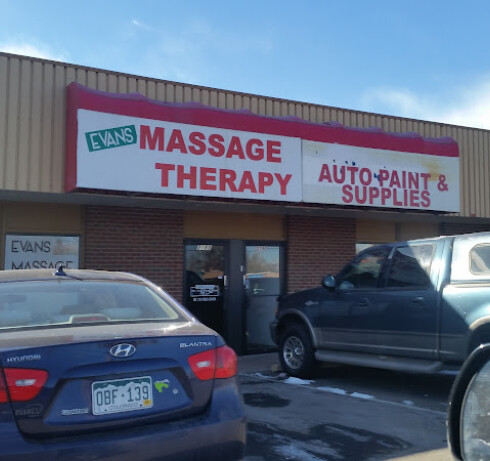 EVANS MASSAGE
THERAPY
AUTO PAINT &
SUPPLIES
EVANS
MASSAGE
HYUNDAI
ELANTRA
OBF·139